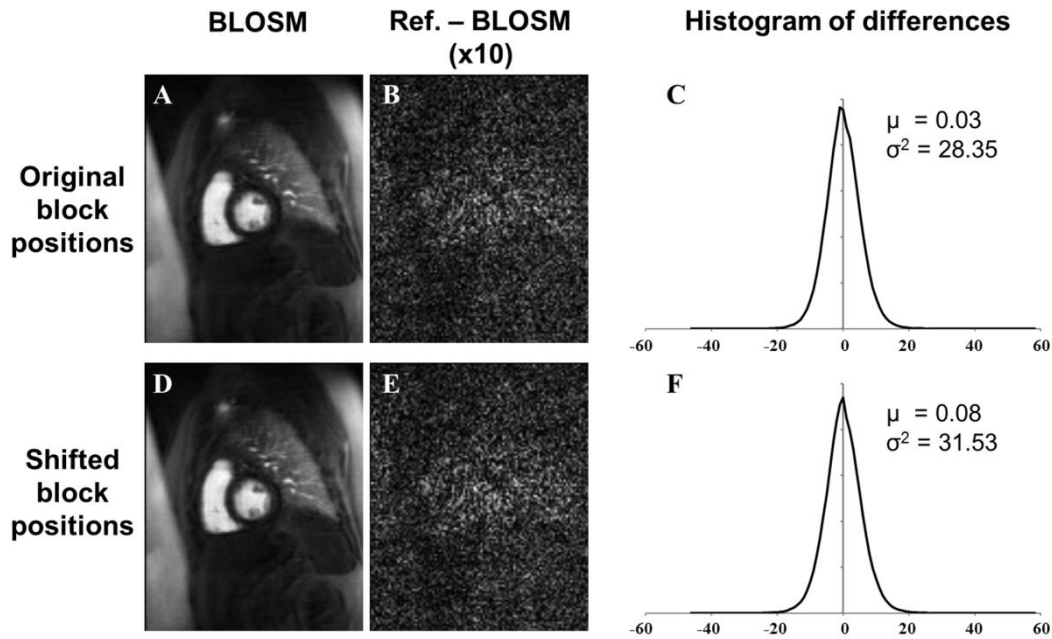 BLOSM
Ref. – BLOSM
(x10)
Histogram of differences
Original
block
positions
A
B
C
μ = 0.03
σ² = 28.35
-60 -40 -20 0 20 40 60
Shifted
block
positions
D
E
F
μ = 0.08
σ² = 31.53
-60 -40 -20 0 20 40 60